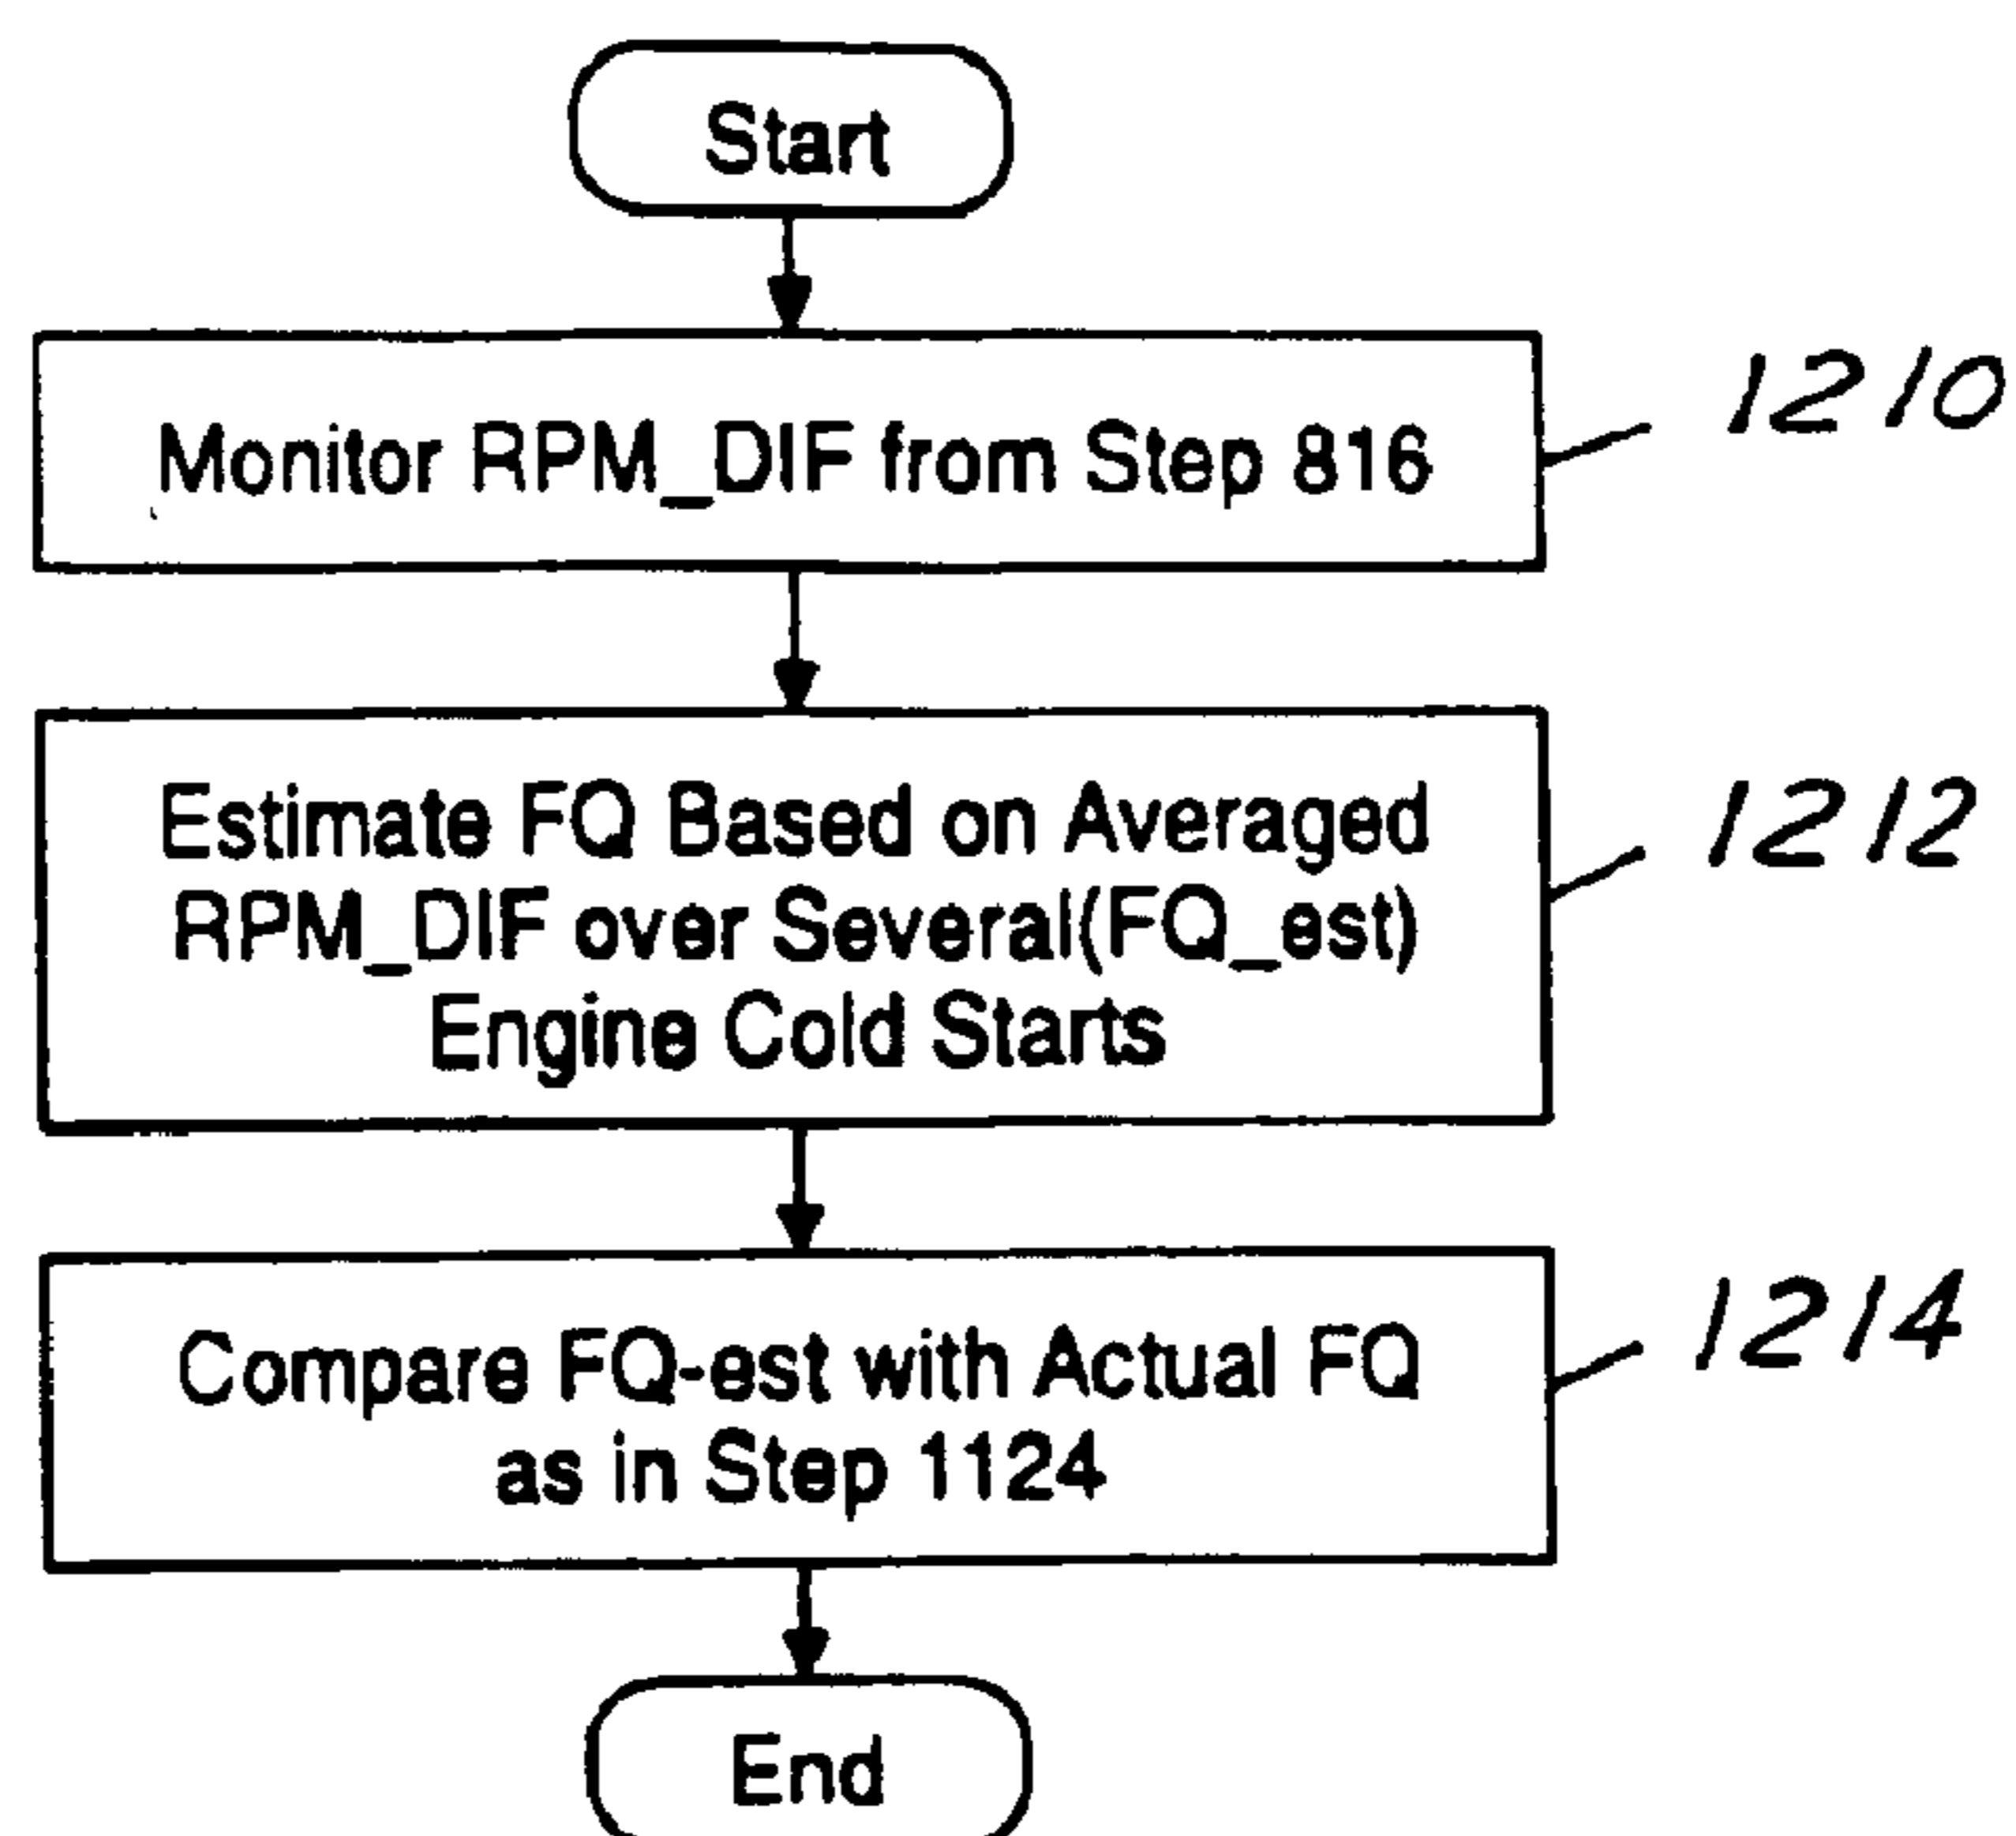 Start
Monitor RPM_DIF from Step 816
1210
Estimate FQ Based on Averaged
RPM_DIF over Several(FQ_est)
Engine Cold Starts
1212
Compare FQ-est with Actual FQ
as in Step 1124
1214
End